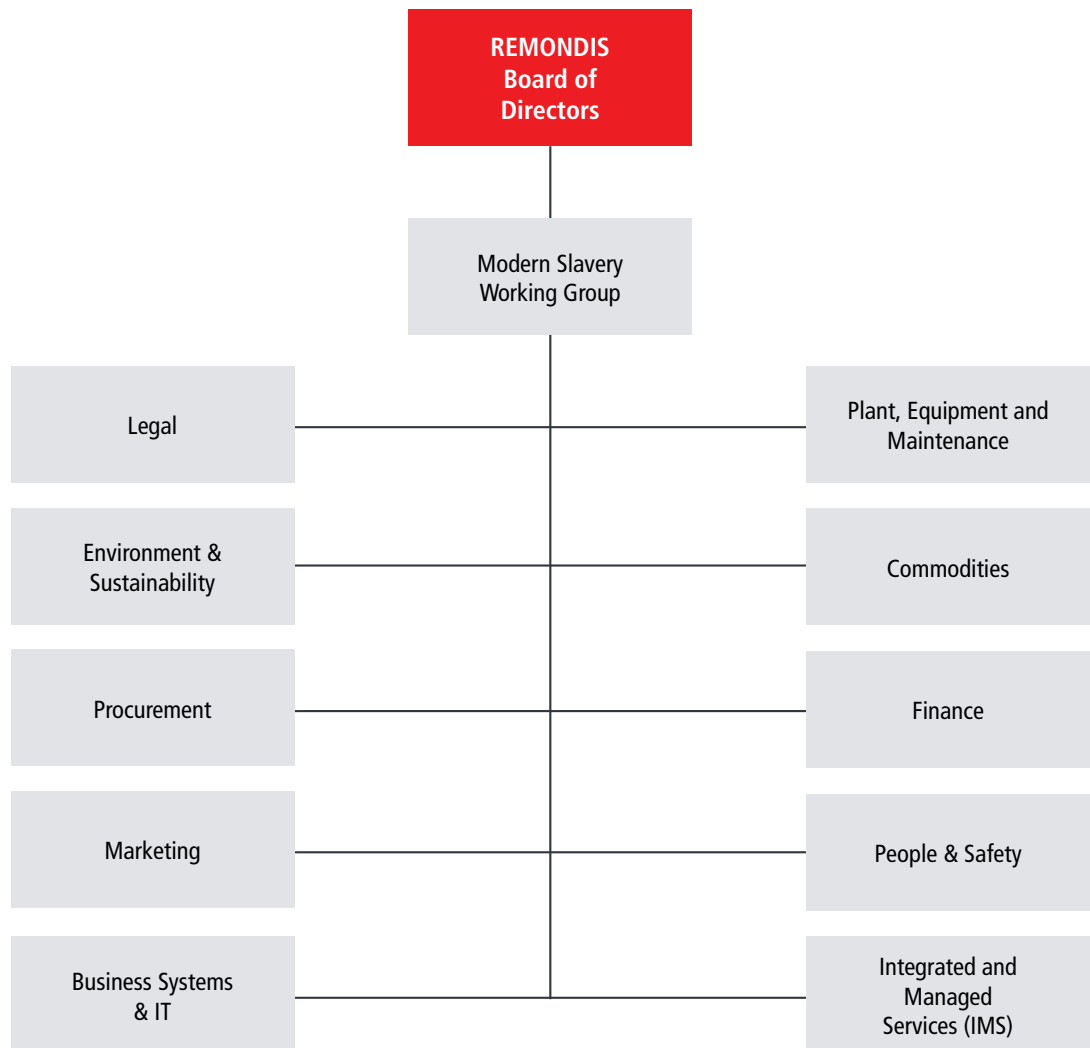 REMONDIS
Board of
Directors
Modern Slavery
Working Group
Legal
Plant, Equipment and
Maintenance
Environment &
Sustainability
Commodities
Procurement
Finance
Marketing
People & Safety
Business Systems
& IT
Integrated and
Managed
Services (IMS)